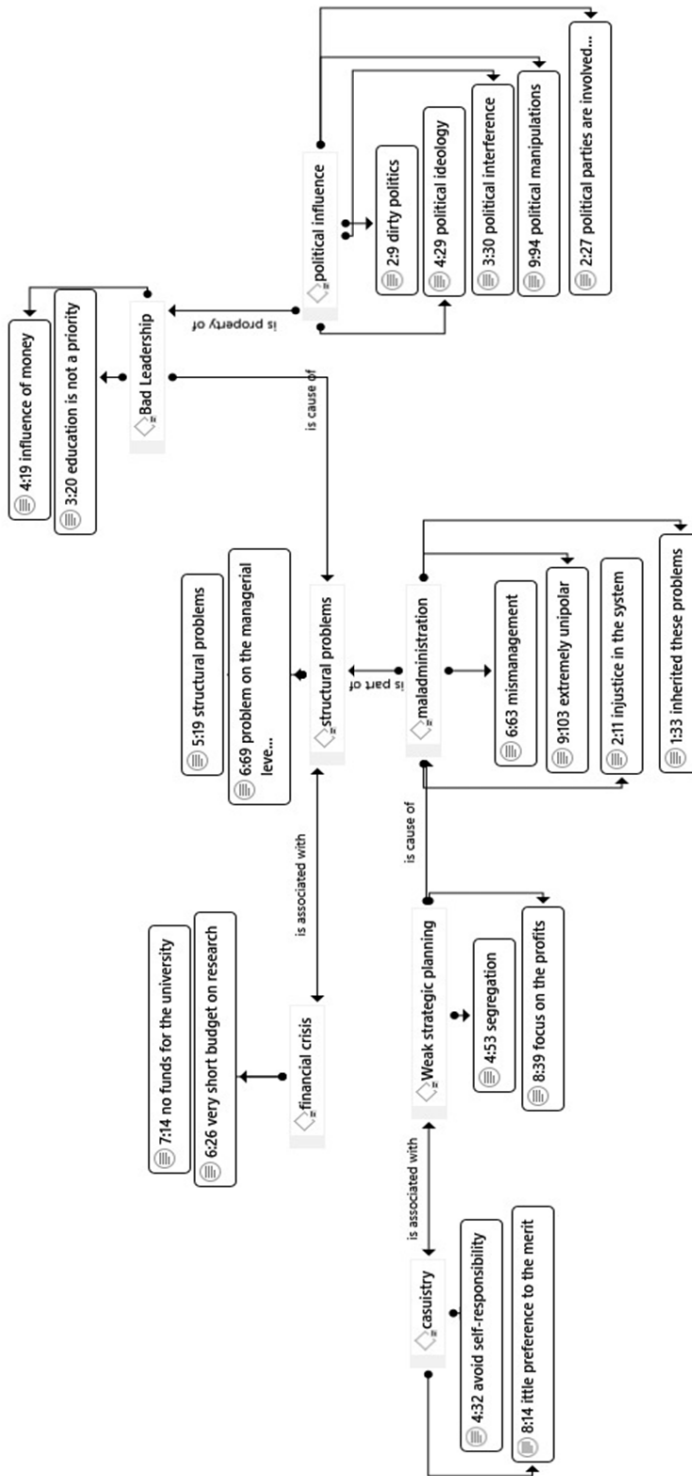 7:14 no funds for the university
6:26 very short budget on research
financial crisis
is associated with
5:19 structural problems
6:69 problem on the managerial
leve...
structural problems
is cause of
4:19 influence of money
3:20 education is not a priority
Bad Leadership
is property of
political influence
2:9 dirty politics
4:29 political ideology
3:30 political interference
9:94 political manipulations
2:27 political parties are involved...
is part of
casuistry
4:32 avoid self-responsibility
8:14 ittle preference to the merit
is associated with
Weak strategic planning
4:53 segregation
8:39 focus on the profits
is cause of
maladministration
6:63 mismanagement
9:103 extremely unipolar
2:11 injustice in the system
1:33 inherited these problems